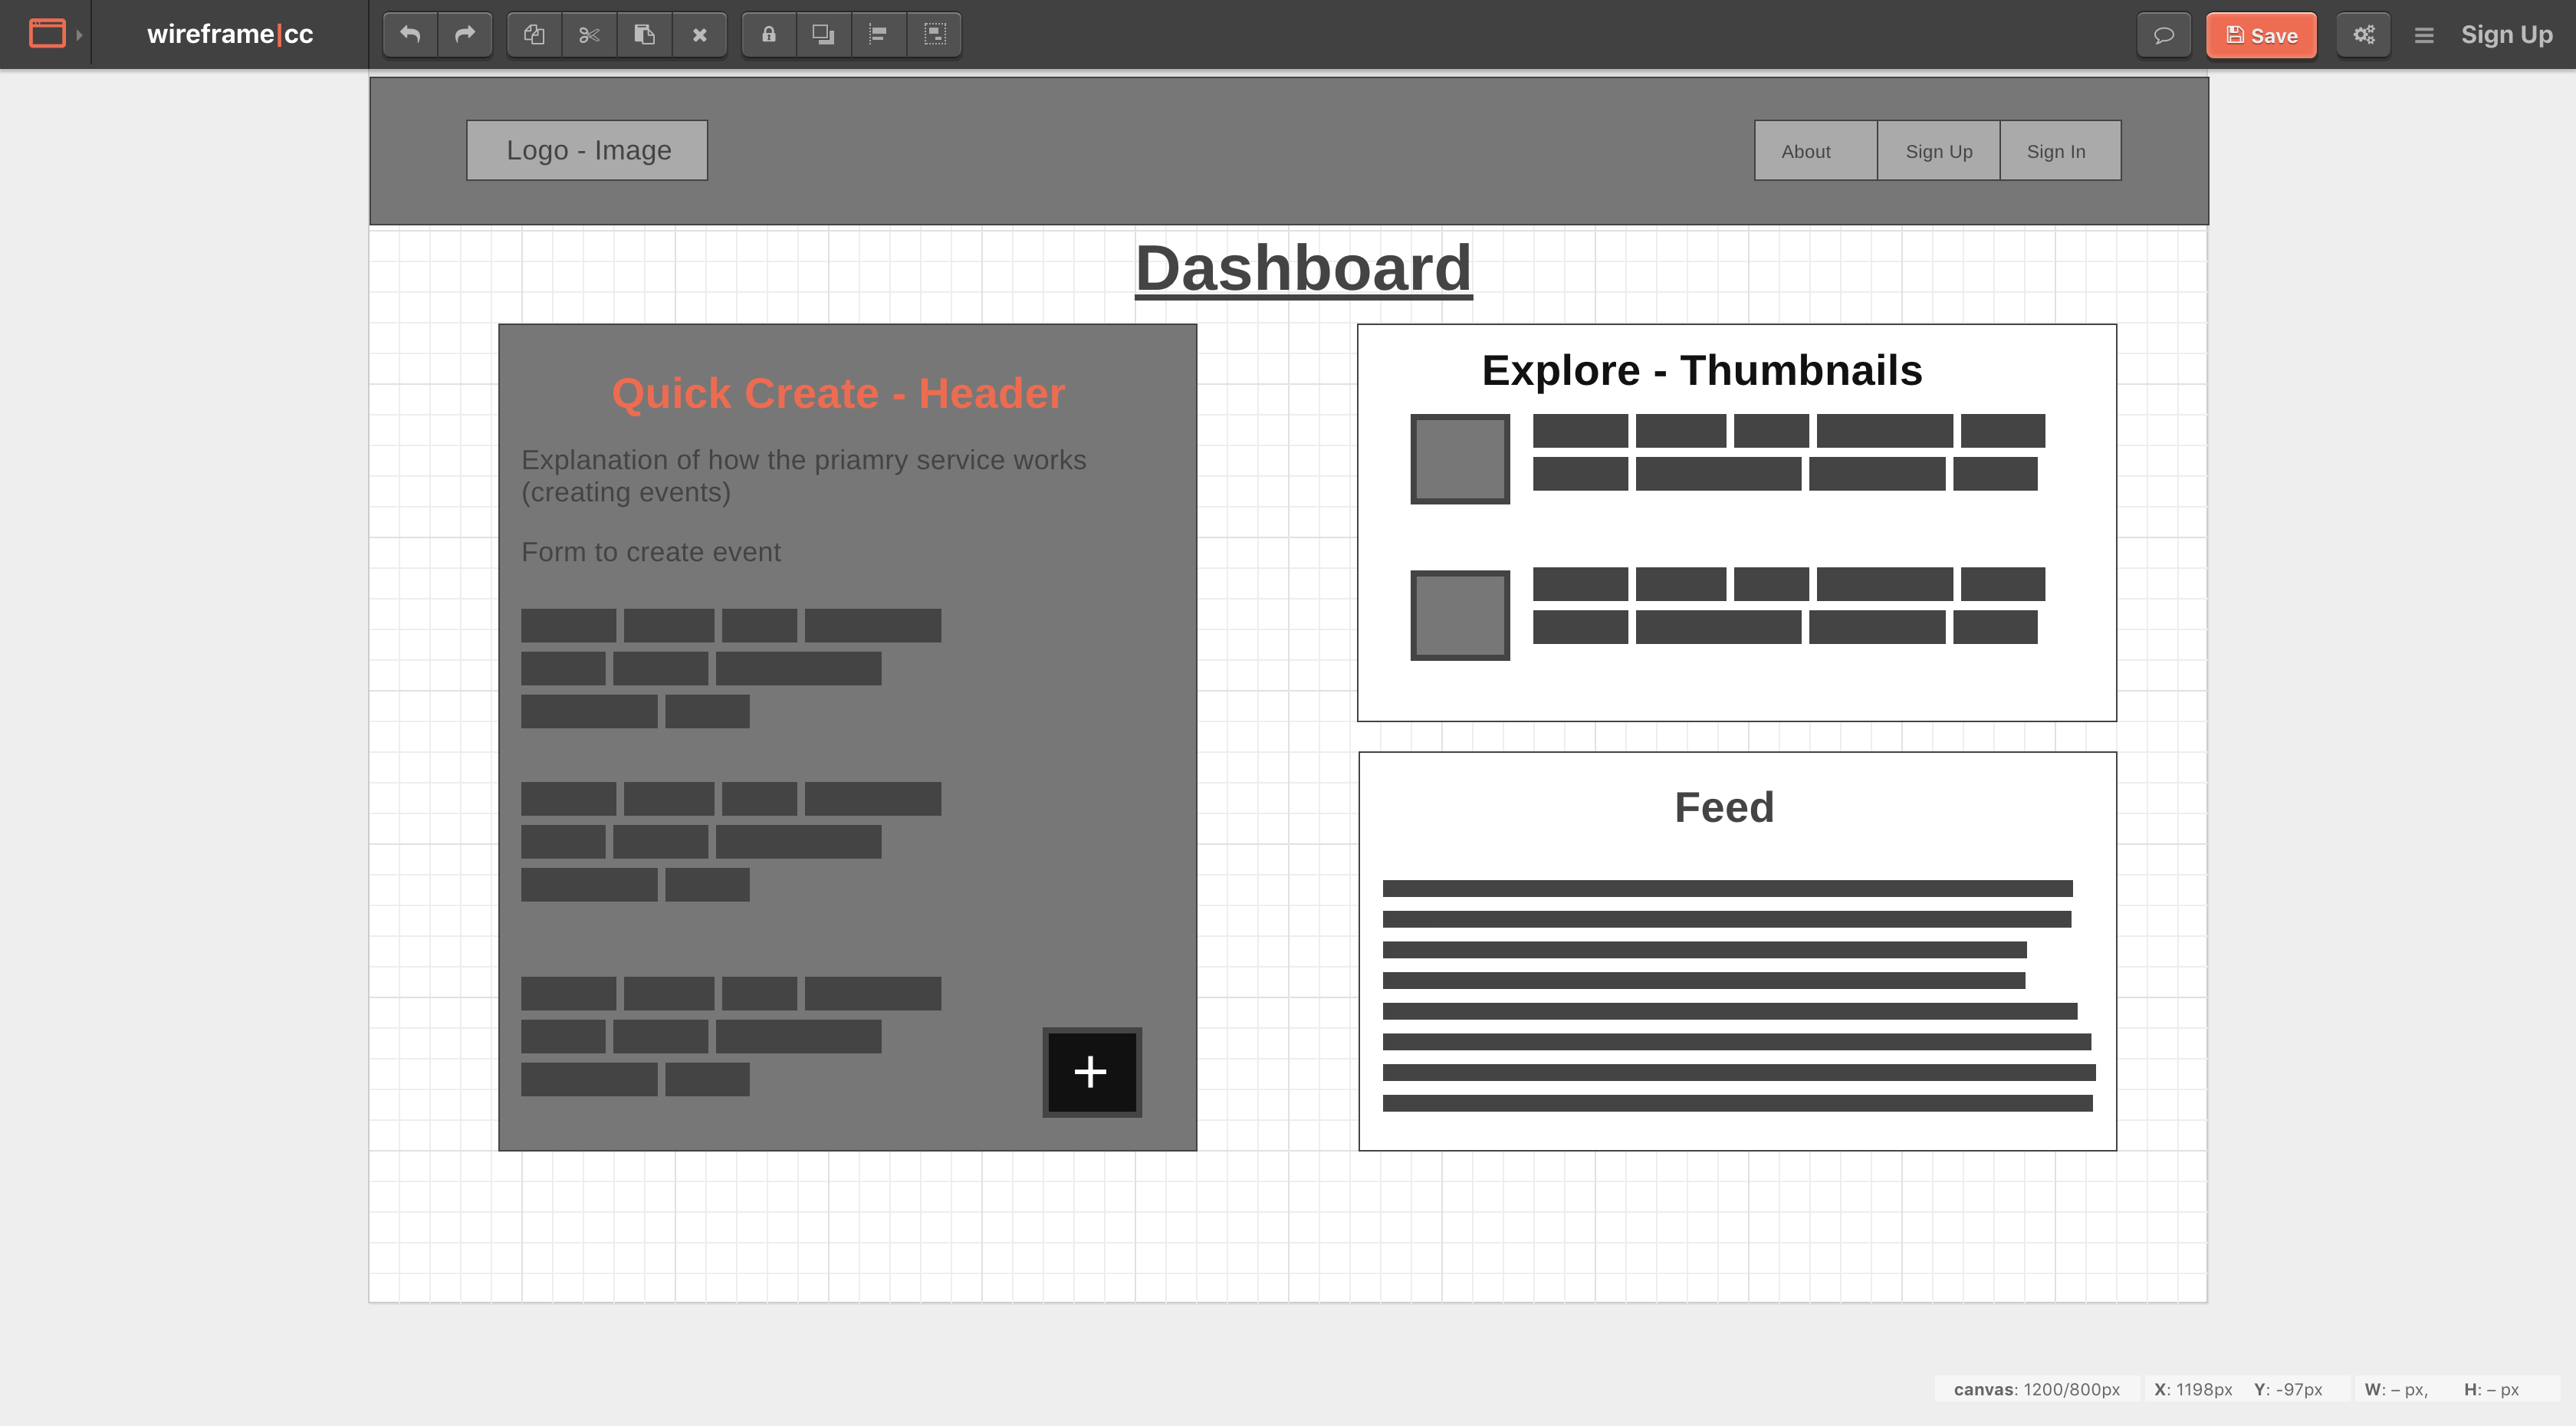 wireframe|cc
Save
Sign Up
Logo - Image
About
Sign Up
Sign In
Dashboard
Quick Create - Header
Explanation of how the priamry service works
(creating events)
Form to create event
Explore - Thumbnails
Feed
canvas: 1200/800px X: 1198px Y: -97px W: – px, H: – px